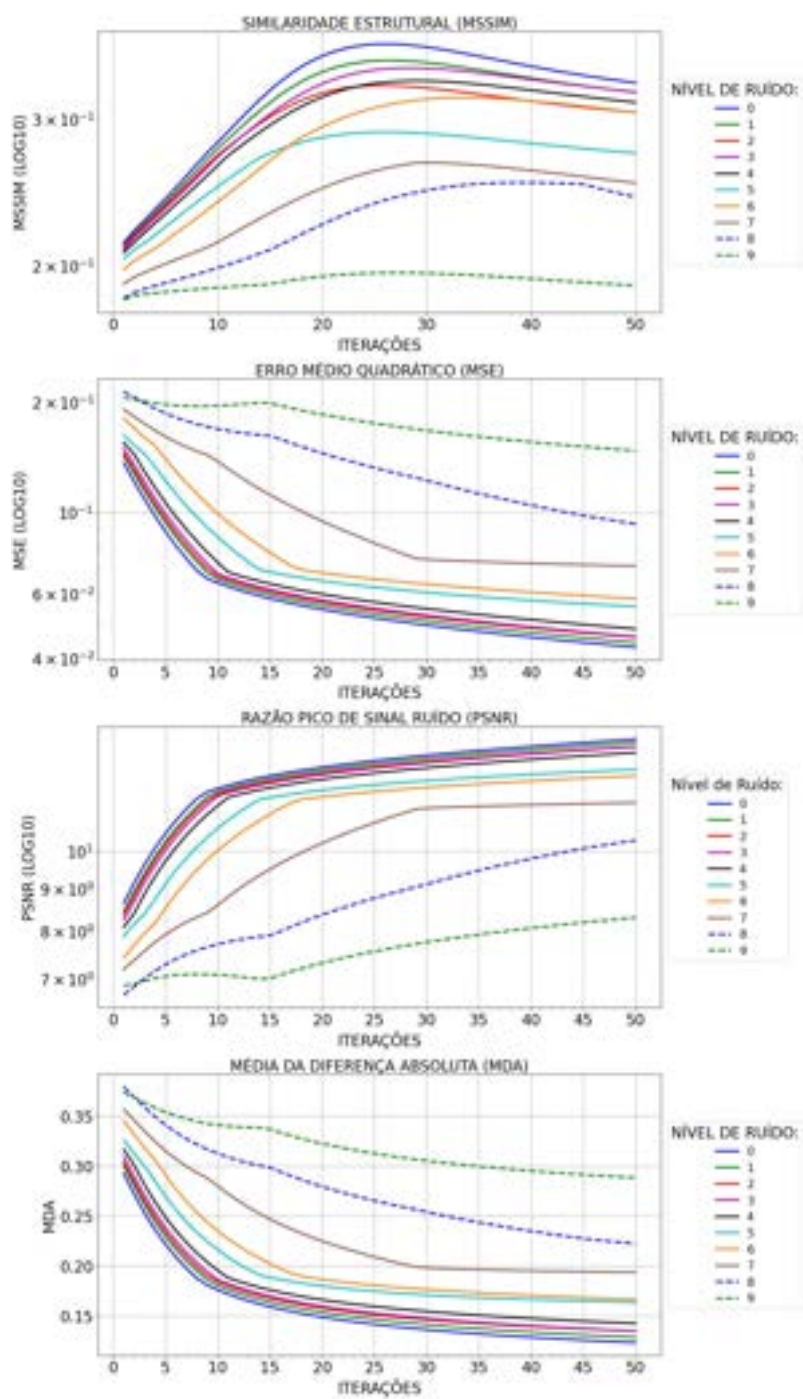 SIMILARIDADE ESTRUTURAL (MSSIM)
MSSIM (LOG10)
3 × 10⁻¹
2 × 10⁻¹
0 10 15 20 25 30 35 40 45 50
ITERAÇÕES
NÍVEL DE RUÍDO:
0
1
2
3
4
5
6
7
8
9
ERRO MÉDIO QUADRÁTICO (MSE)
MSE (LOG10)
2 × 10⁻¹
10⁻¹
6 × 10⁻²
4 × 10⁻²
0 5 10 15 20 25 30 35 40 45 50
ITERAÇÕES
NÍVEL DE RUÍDO:
0
1
2
3
4
5
6
7
8
9
RAZÃO PICO DE SINAL RUÍDO (PSNR)
PSNR (LOG10)
10¹
9 × 10⁰
8 × 10⁰
7 × 10⁰
0 5 10 15 20 25 30 35 40 45 50
ITERAÇÕES
Nível de Ruído:
0
1
2
3
4
5
6
7
8
9
MÉDIA DA DIFERENÇA ABSOLUTA (MDA)
MDA
0.35
0.30
0.25
0.20
0.15
0 5 10 15 20 25 30 35 40 45 50
ITERAÇÕES
NÍVEL DE RUÍDO:
0
1
2
3
4
5
6
7
8
9